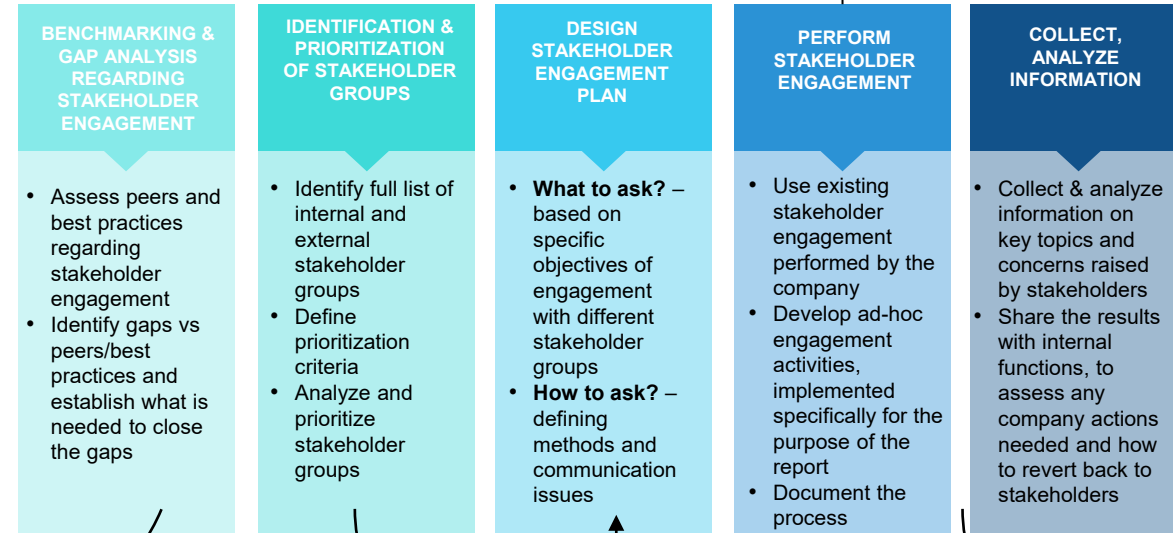 BENCHMARKING &
GAP ANALYSIS
REGARDING
STAKEHOLDER
ENGAGEMENT
• Assess peers and
best practices
regarding
stakeholder
engagement
• Identify gaps vs
peers/best
practices and
establish what is
needed to close
the gaps
IDENTIFICATION &
PRIORITIZATION
OF STAKEHOLDER
GROUPS
• Identify full list of
internal and
external
stakeholder
groups
• Define
prioritization
criteria
• Analyze and
prioritize
stakeholder
groups
DESIGN
STAKEHOLDER
ENGAGEMENT
PLAN
• What to ask? –
based on
specific
objectives of
engagement
with different
stakeholder
groups
• How to ask? –
defining
methods and
communication
issues
PERFORM
STAKEHOLDER
ENGAGEMENT
• Use existing
stakeholder
engagement
performed by the
company
• Develop ad-hoc
engagement
activities,
implemented
specifically for the
purpose of the
report
• Document the
process
COLLECT,
ANALYZE
INFORMATION
• Collect & analyze
information on
key topics and
concerns raised
by stakeholders
• Share the results
with internal
functions, to
assess any
company actions
needed and how
to revert back to
stakeholders